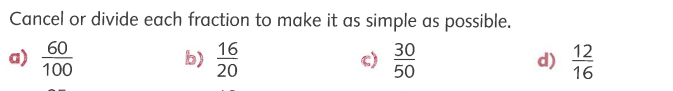 Cancel or divide each fraction to make it as simple as possible.
a) 60/100 b) 16/20 c) 30/50 d) 12/16